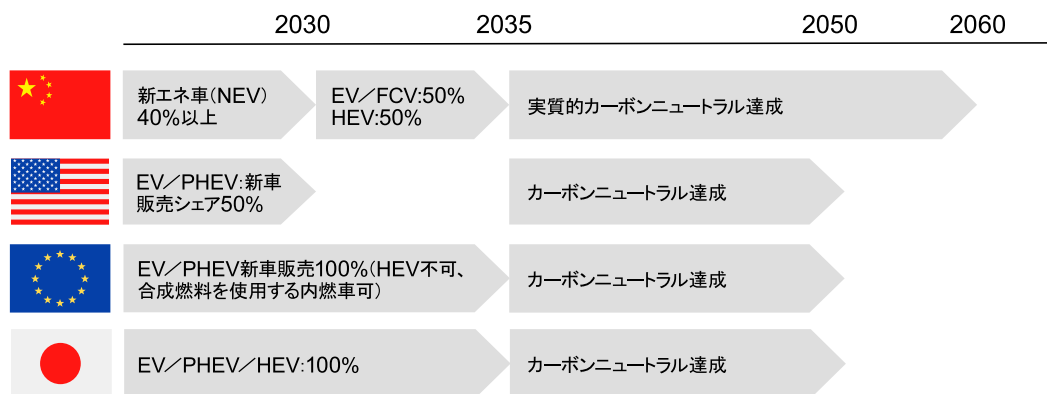 2030 2035 2050 2060
新エネ車（NEV）
40%以上
EV／FCV:50%
HEV:50%
実質的カーボンニュートラル達成
EV／PHEV:新車
販売シェア50%
カーボンニュートラル達成
EV／PHEV新車販売100%（HEV不可、
合成燃料を使用する内燃車可）
カーボンニュートラル達成
EV／PHEV／HEV:100%
カーボンニュートラル達成